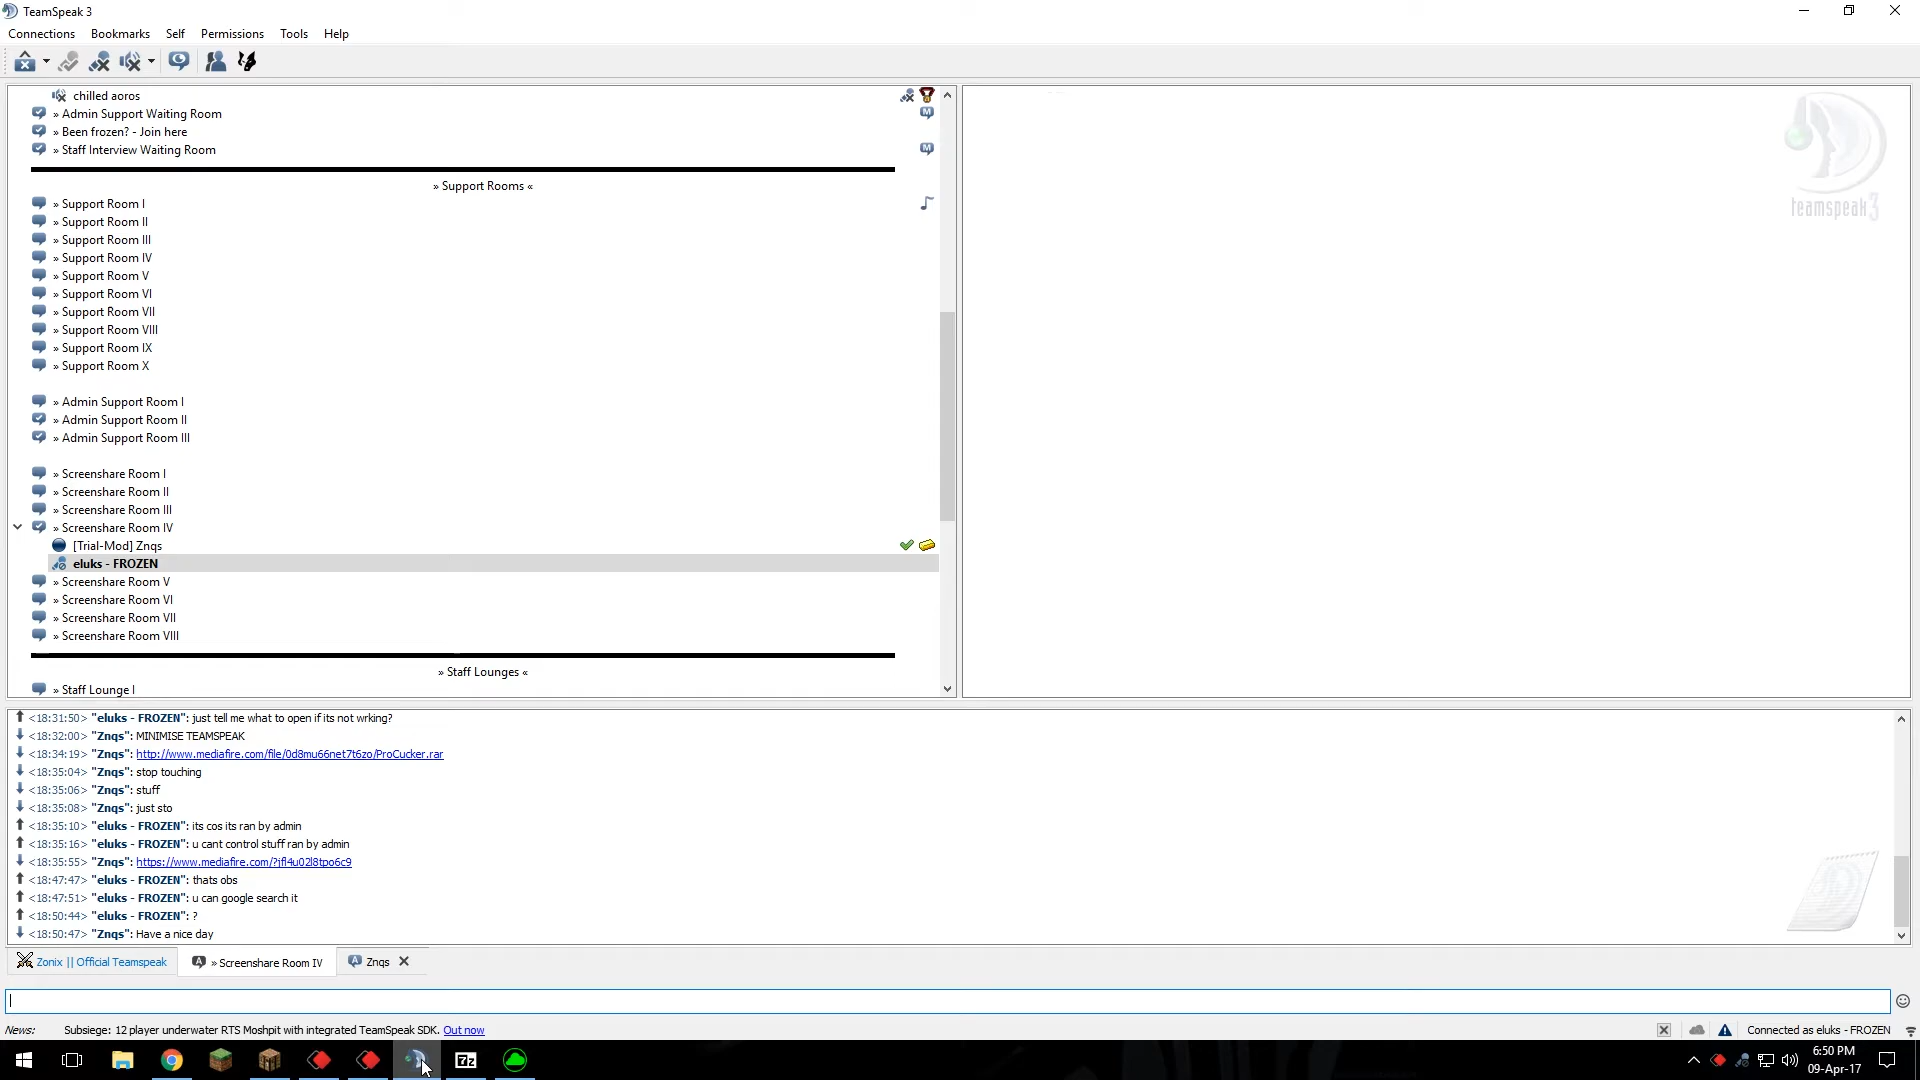 TeamSpeak 3
Connections Bookmarks Self Permissions Tools Help
chilled aoros
» Admin Support Waiting Room
» Been frozen? - Join here
» Staff Interview Waiting Room
» Support Rooms «
» Support Room I
» Support Room II
» Support Room III
» Support Room IV
» Support Room V
» Support Room VI
» Support Room VII
» Support Room VIII
» Support Room IX
» Support Room X
» Admin Support Room I
» Admin Support Room II
» Admin Support Room III
» Screenshare Room I
» Screenshare Room II
» Screenshare Room III
» Screenshare Room IV
[Trial-Mod] Znqs
eluks - FROZEN
» Screenshare Room V
» Screenshare Room VI
» Screenshare Room VII
» Screenshare Room VIII
» Staff Lounges «
» Staff Lounge I
teamspeak 3
<18:31:50> "eluks - FROZEN": just tell me what to open if its not wrking?
<18:32:00> "Znqs": MINIMISE TEAMSPEAK
<18:34:19> "Znqs": http://www.mediafire.com/file/0d8mu66net7t6zo/ProCucker.rar
<18:35:04> "Znqs": stop touching
<18:35:06> "Znqs": stuff
<18:35:08> "Znqs": just sto
<18:35:10> "eluks - FROZEN": its cos its ran by admin
<18:35:16> "eluks - FROZEN": u cant control stuff ran by admin
<18:35:55> "Znqs": https://www.mediafire.com/?jfl4u02l8tpo6c9
<18:47:47> "eluks - FROZEN": thats obs
<18:47:51> "eluks - FROZEN": u can google search it
<18:50:44> "eluks - FROZEN": ?
<18:50:47> "Znqs": Have a nice day
Zonix || Official Teamspeak » Screenshare Room IV Znqs
News: Subsiege: 12 player underwater RTS Moshpit with integrated TeamSpeak SDK. Out now Connected as eluks - FROZEN
7z
6:50 PM
09-Apr-17